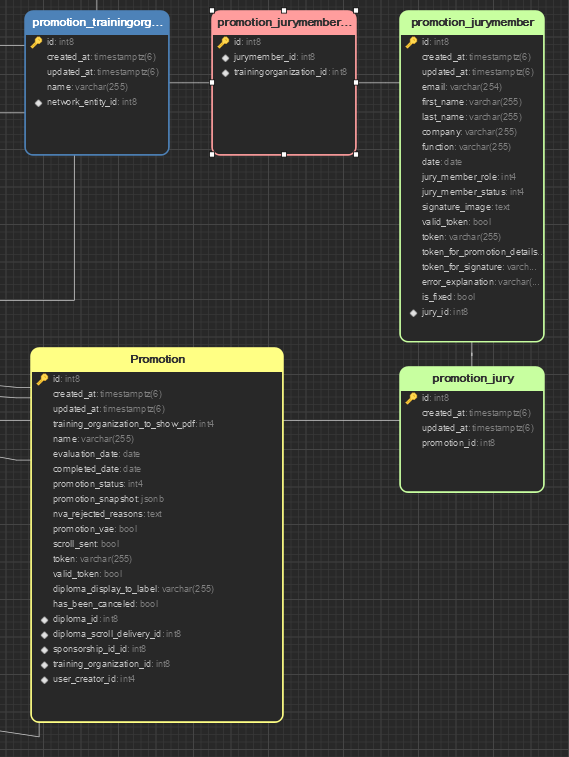 promotion_trainingorg...
id: int8
created_at: timestamptz(6)
updated_at: timestamptz(6)
name: varchar(255)
network_entity_id: int8
promotion_jurymember...
id: int8
jurymember_id: int8
trainingorganization_id: int8
promotion_jurymember
id: int8
created_at: timestamptz(6)
updated_at: timestamptz(6)
email: varchar(254)
first_name: varchar(255)
last_name: varchar(255)
company: varchar(255)
function: varchar(255)
date: date
jury_member_role: int4
jury_member_status: int4
signature_image: text
valid_token: bool
token: varchar(255)
token_for_promotion_details...
token_for_signature: varch...
error_explanation: varchar(...
is_fixed: bool
jury_id: int8
Promotion
id: int8
created_at: timestamptz(6)
updated_at: timestamptz(6)
training_organization_to_show_pdf: int4
name: varchar(255)
evaluation_date: date
completed_date: date
promotion_status: int4
promotion_snapshot: jsonb
nva_rejected_reasons: text
promotion_vae: bool
scroll_sent: bool
token: varchar(255)
valid_token: bool
diploma_display_to_label: varchar(255)
has_been_canceled: bool
diploma_id: int8
diploma_scroll_delivery_id: int8
sponsorship_id_id: int8
training_organization_id: int8
user_creator_id: int4
promotion_jury
id: int8
created_at: timestamptz(6)
updated_at: timestamptz(6)
promotion_id: int8